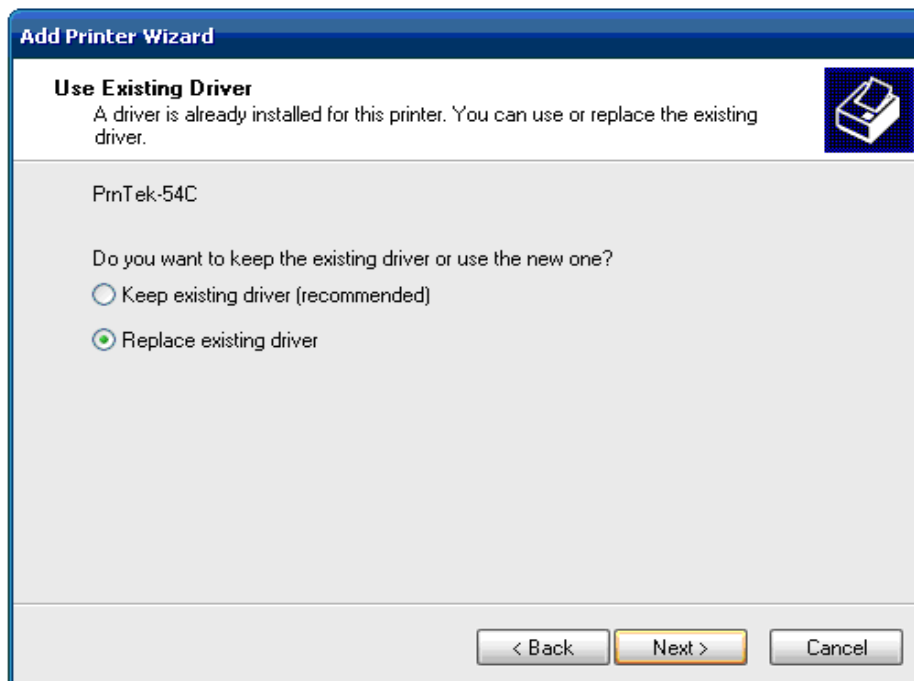 Add Printer Wizard
Use Existing Driver
A driver is already installed for this printer. You can use or replace the existing
driver.
PrnTek-54C
Do you want to keep the existing driver or use the new one?
Keep existing driver (recommended)
Replace existing driver
< Back Next > Cancel